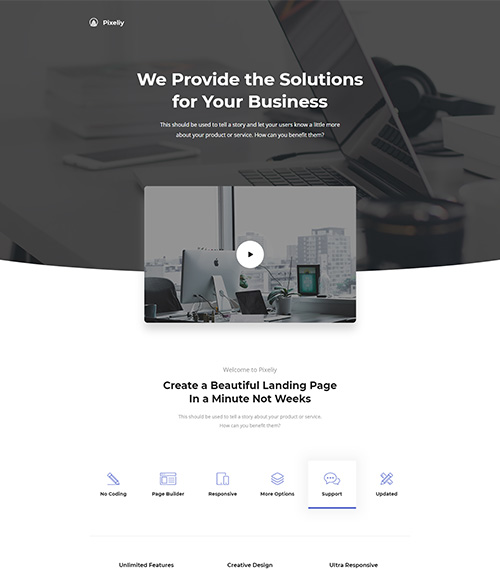 Pixeliy
We Provide the Solutions
for Your Business
This should be used to tell a story and let your users know a little more
about your product or service. How can you benefit them?
Welcome to Pixeliy
Create a Beautiful Landing Page
In a Minute Not Weeks
This should be used to tell a story about your product or service.
How can you benefit them?
No Coding
Page Builder
Responsive
More Options
Support
Updated
Unlimited Features
Creative Design
Ultra Responsive